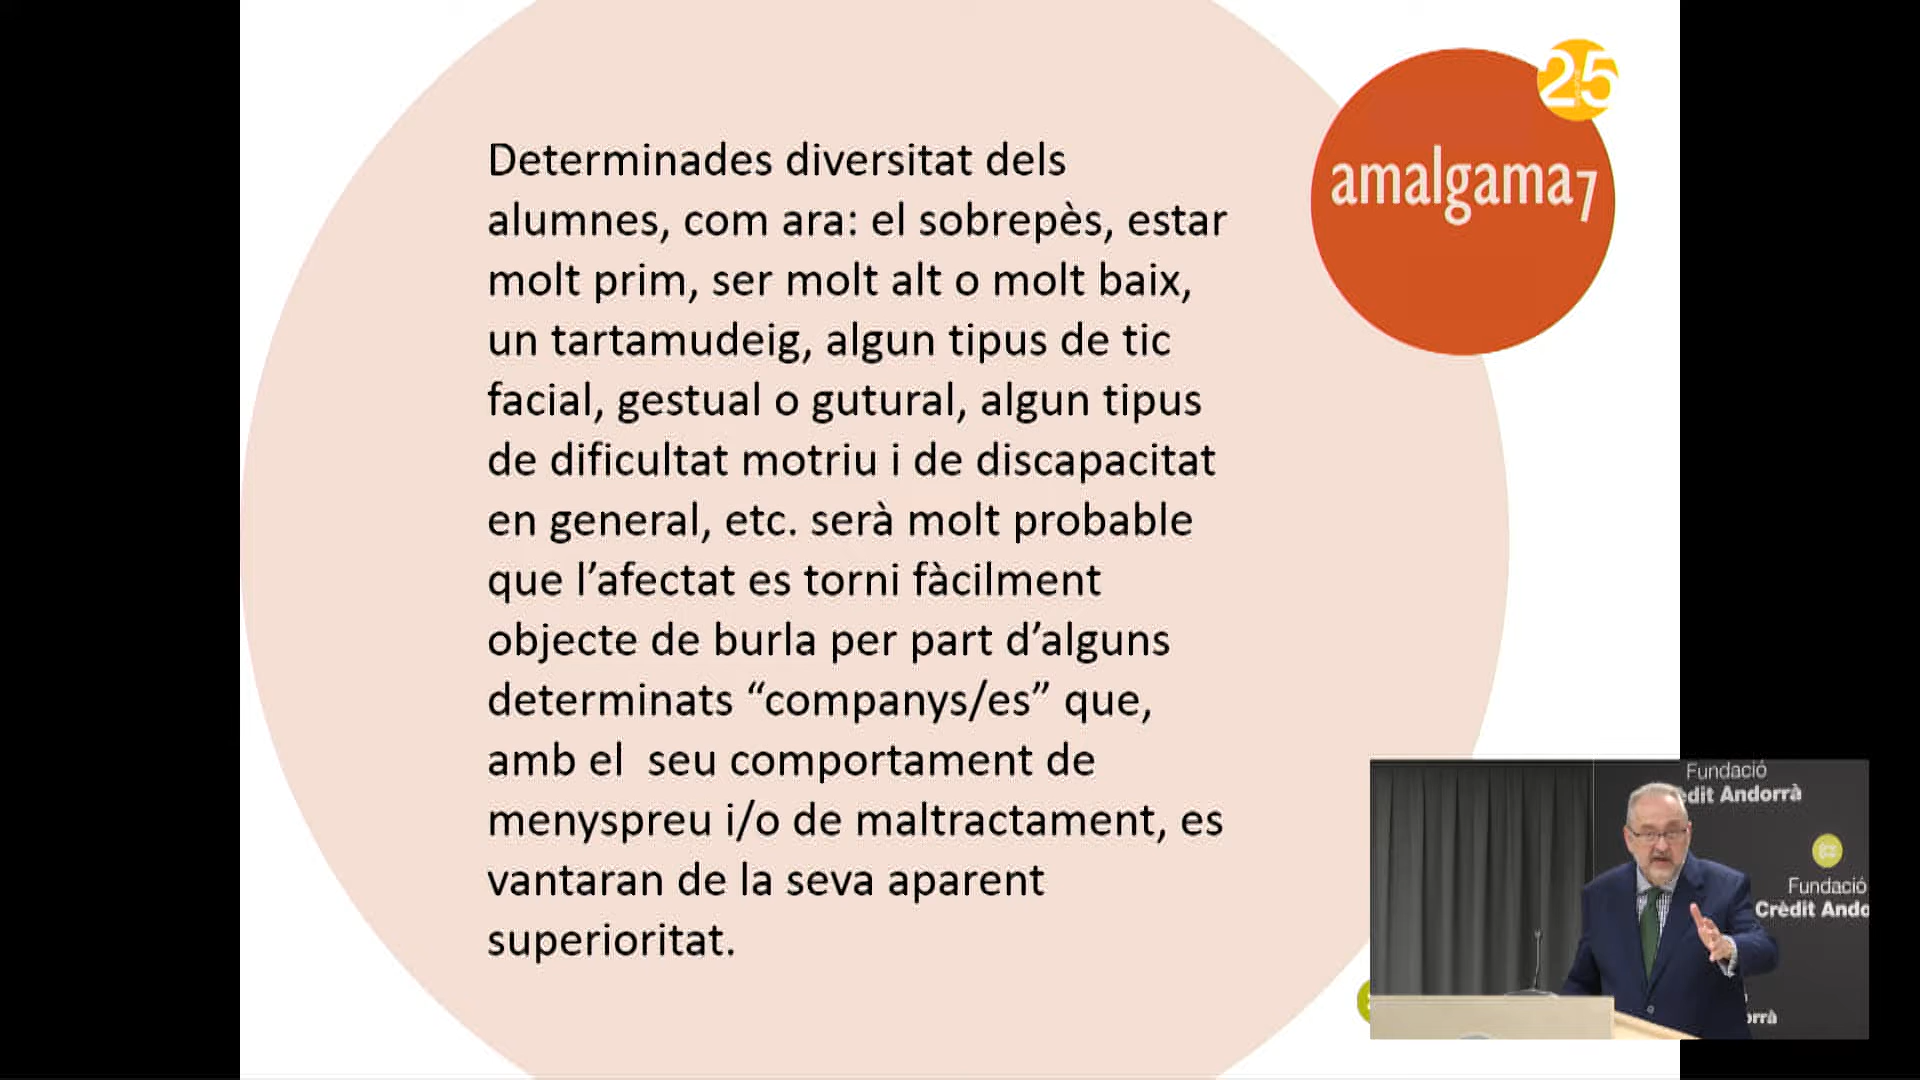 Determinades diversitat dels
alumnes, com ara: el sobrepès, estar
molt prim, ser molt alt o molt baix,
un tartamudeig, algun tipus de tic
facial, gestual o gutural, algun tipus
de dificultat motriu i de discapacitat
en general, etc. serà molt probable
que l’afectat es torni fàcilment
objecte de burla per part d’alguns
determinats “companys/es” que,
amb el  seu comportament de
menyspreu i/o de maltractament, es
vantaran de la seva aparent
superioritat.
25
amalgama7
Fundació
edit Andorrà
Fundació
Crèdit Ando
orrà